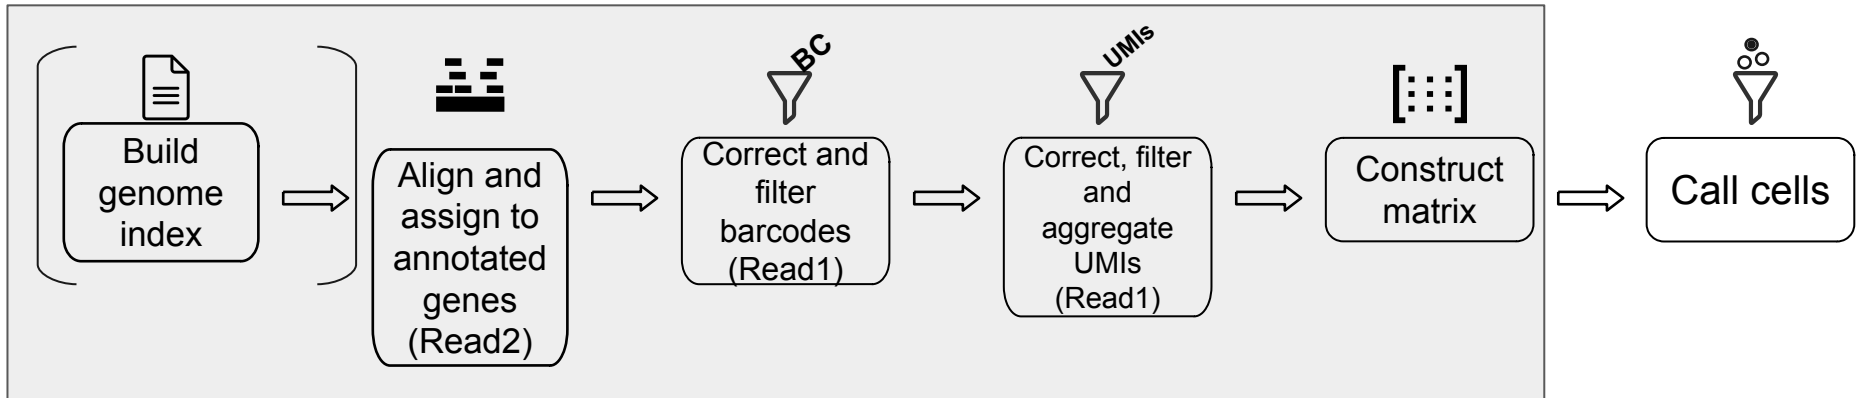 Build
genome
index
Align and
assign to
annotated
genes
(Read2)
BC
Correct and
filter
barcodes
(Read1)
UMIs
Correct, filter
and
aggregate
UMIs
(Read1)
Construct
matrix
Call cells